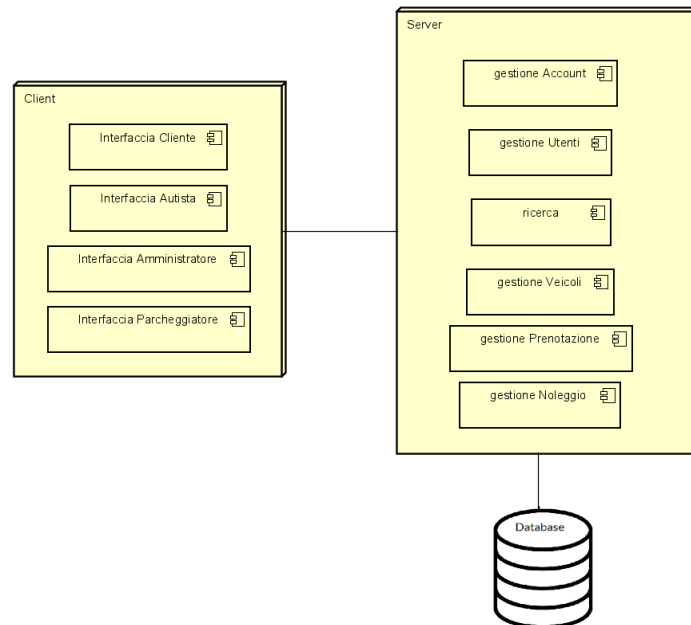 Client
Interfaccia Cliente
Interfaccia Autista
Interfaccia Amministratore
Interfaccia Parcheggiatore
Server
gestione Account
gestione Utenti
ricerca
gestione Veicoli
gestione Prenotazione
gestione Noleggio
Database